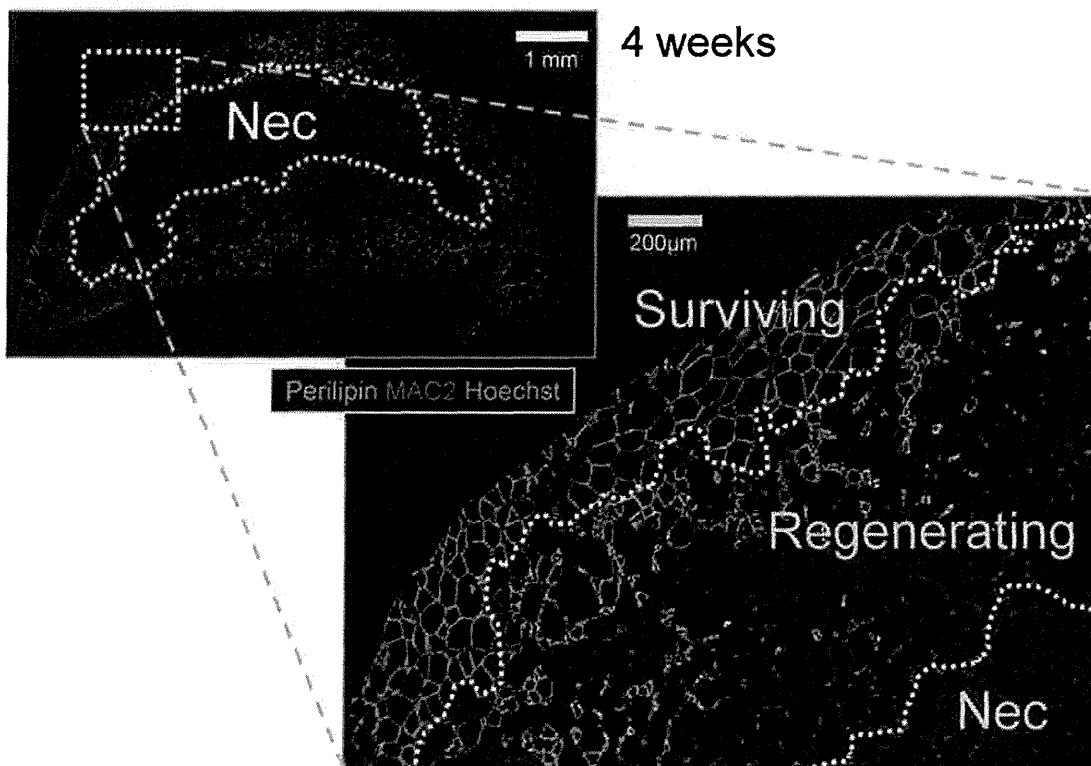 1 mm
4 weeks
Nec
200µm
Surviving
Perilipin MAC2 Hoechst
Regenerating
Nec